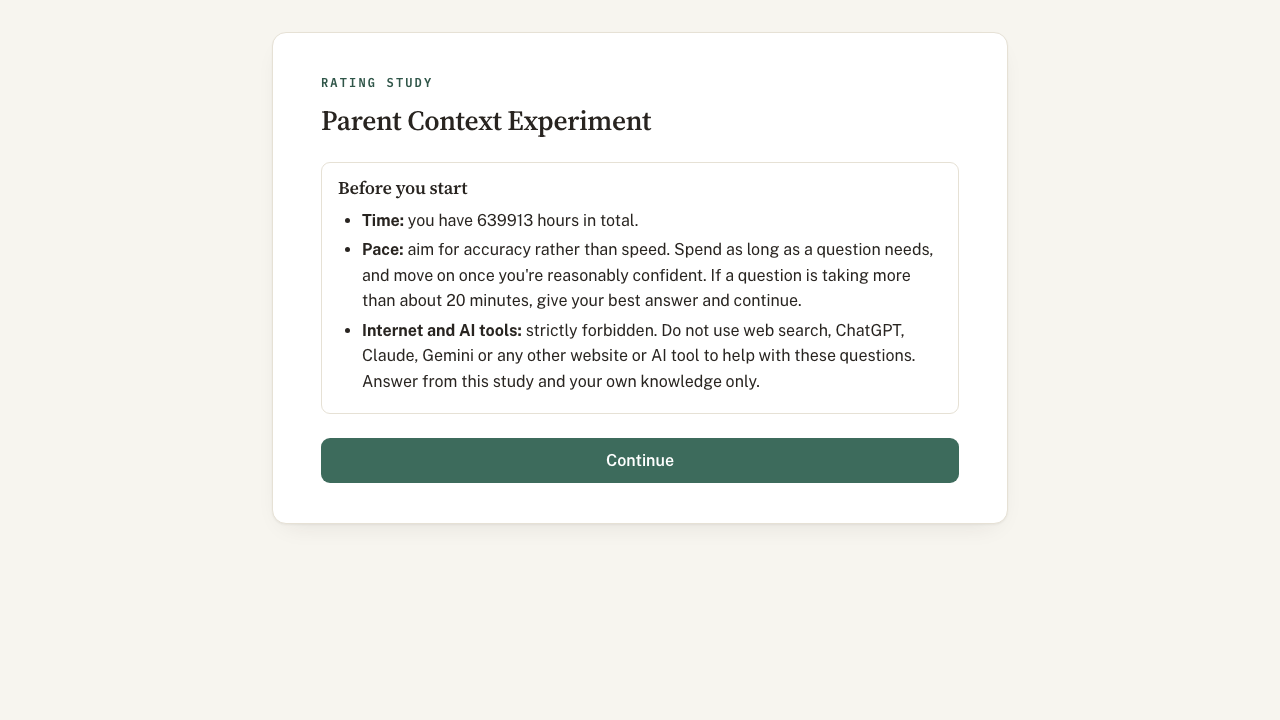 RATING STUDY
Parent Context Experiment
Before you start
• Time: you have 639913 hours in total.
• Pace: aim for accuracy rather than speed. Spend as long as a question needs,
and move on once you're reasonably confident. If a question is taking more
than about 20 minutes, give your best answer and continue.
• Internet and AI tools: strictly forbidden. Do not use web search, ChatGPT,
Claude, Gemini or any other website or AI tool to help with these questions.
Answer from this study and your own knowledge only.
Continue